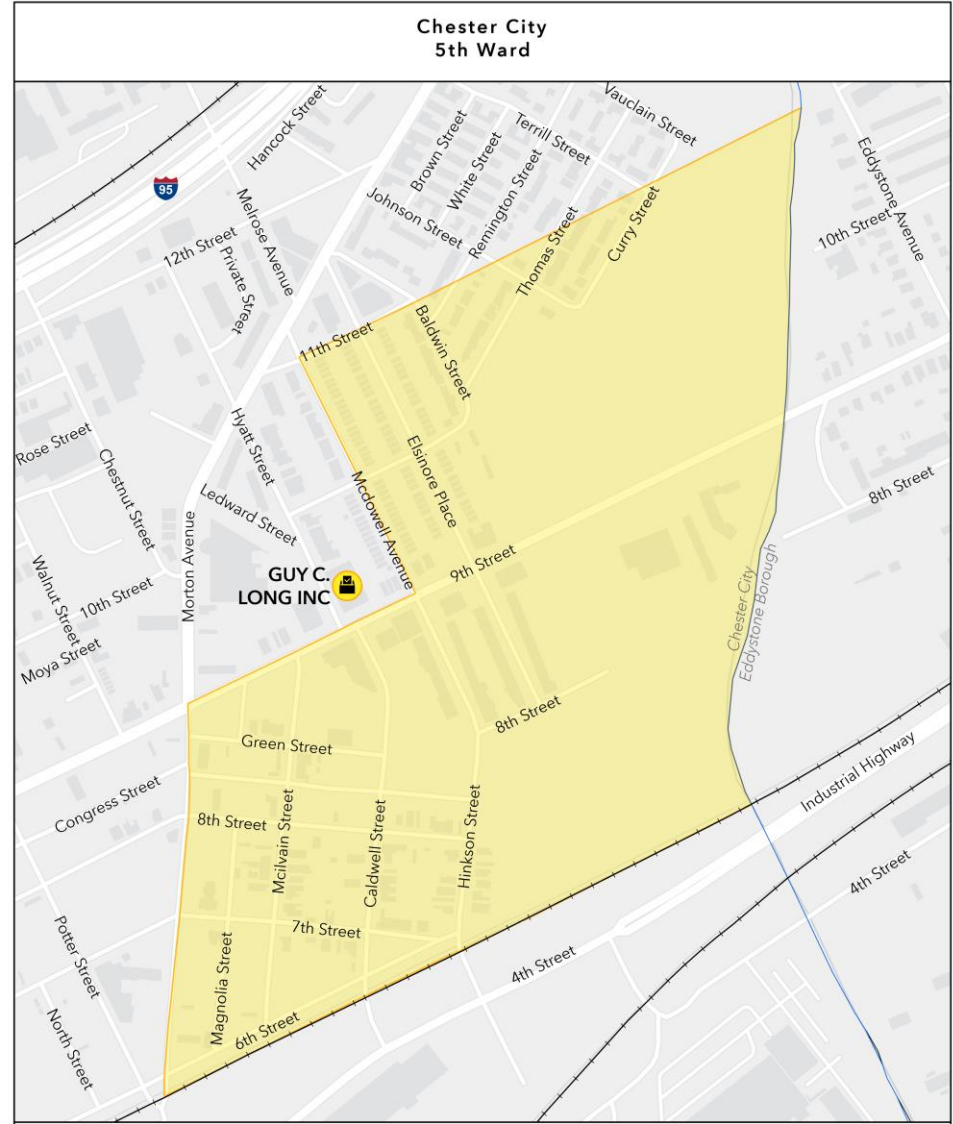 Chester City
5th Ward
Vauclain Street
Hancock Street
Terrill Street
Brown Street
White Street
Eddystone Avenue
95
Remington Street
Johnson Street
Melrose Avenue
Curry Street
10th Street
12th Street
Thomas Street
Private Street
11th Street
Baldwin Street
Rose Street
Hyatt Street
Elsinore Place
Chestnut Street
8th Street
Ledward Street
Mcdowell Avenue
Morton Avenue
9th Street
GUY C.
LONG INC
Walnut Street
10th Street
Chester City
Eddystone Borough
Moya Street
8th Street
Green Street
Industrial Highway
Congress Street
8th Street
Mcilvain Street
Caldwell Street
Hinkson Street
4th Street
7th Street
Potter Street
Magnolia Street
4th Street
6th Street
North Street